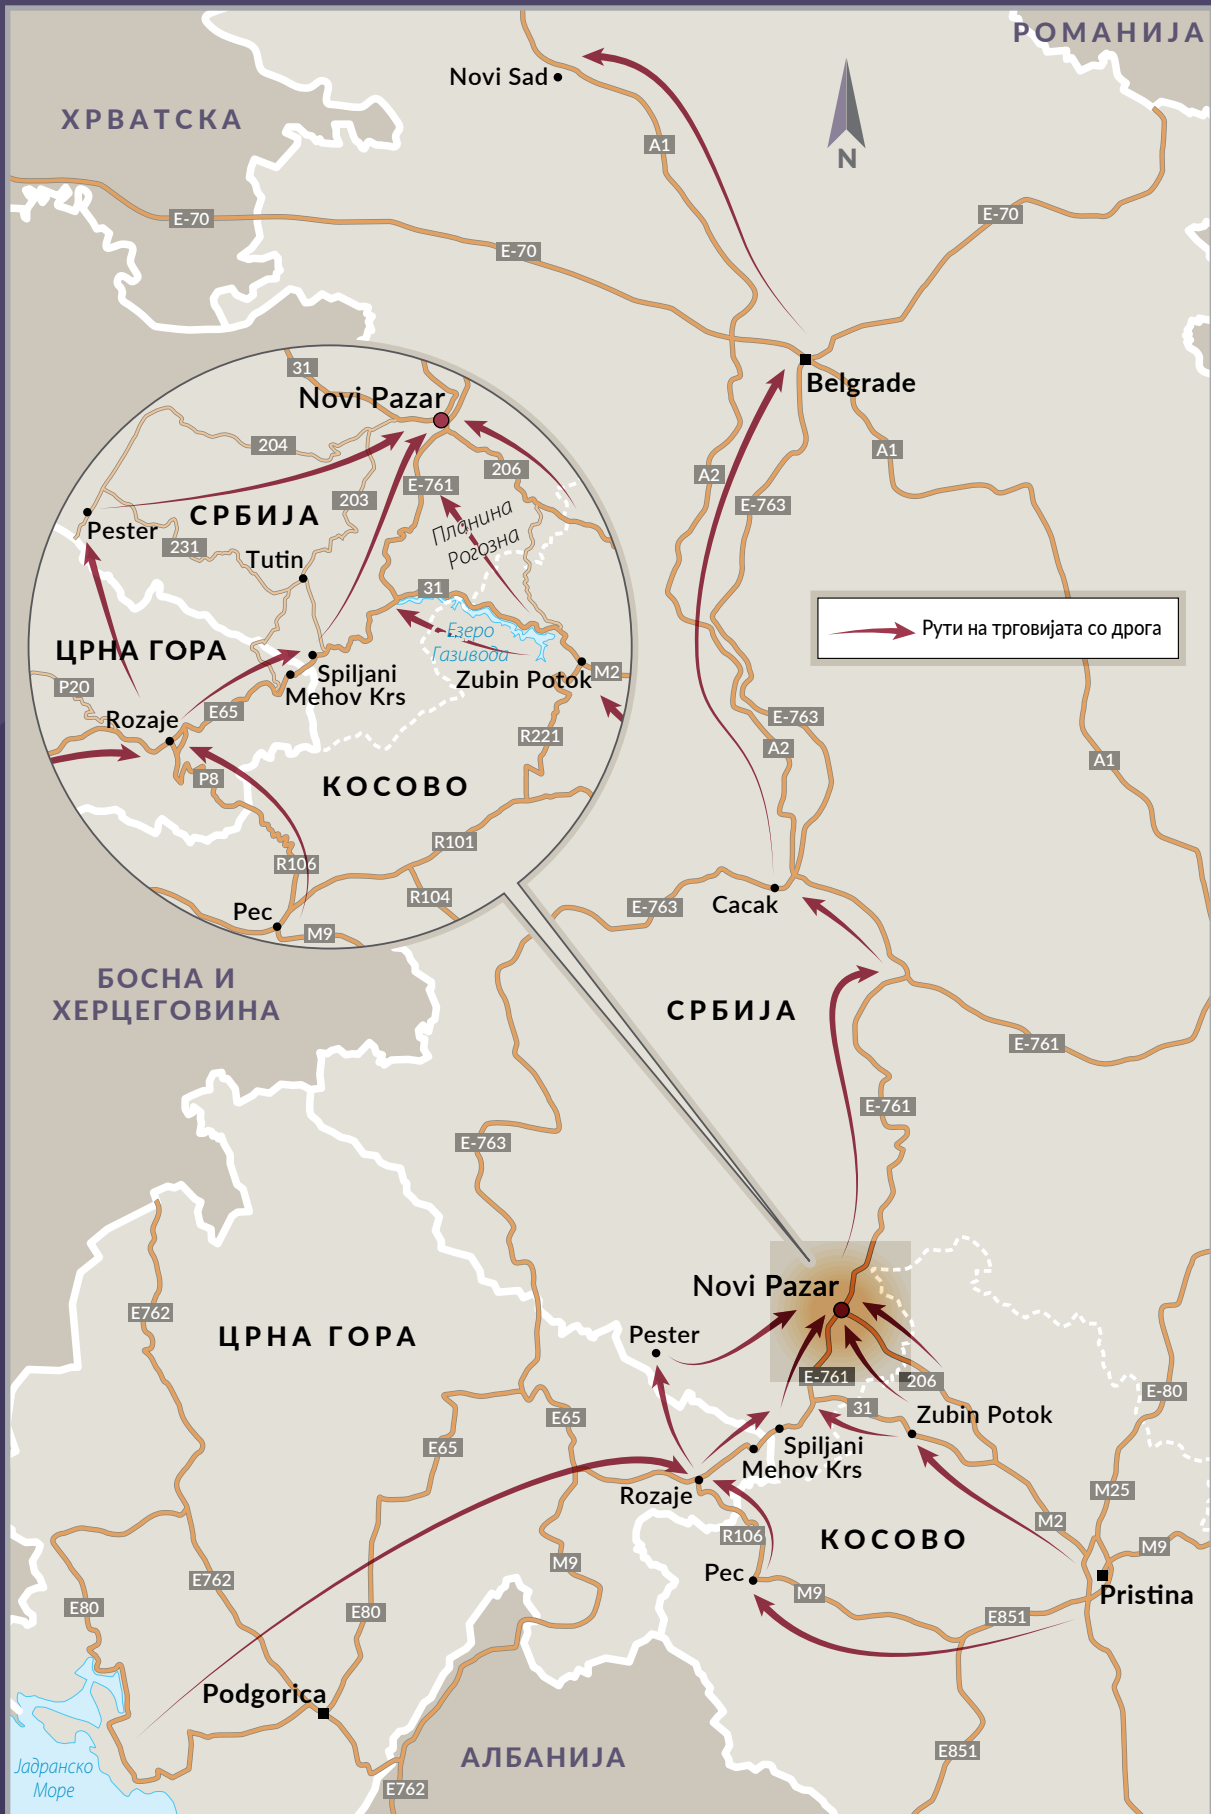 РОМАНИЈА
ХРВАТСКА
Novi Sad
N
A1
E-70
E-70
E-70
Belgrade
A1
A2
E-763
Рути на трговијата со дрога
E-763
A2
A1
31
Novi Pazar
204
206
E-761
203
СРБИЈА
Планина
Рогозна
Pester
231
Tutin
31
Езеро
Газивода
ЦРНА ГОРА
Spiljani
Mehov Krs
Zubin Potok
M2
P20
E65
Rozaje
R221
P8
КОСОВО
R101
R106
R104
Pec
M9
E-763
Cacak
БОСНА И
ХЕРЦЕГОВИНА
СРБИЈА
E-761
E-761
E-763
Novi Pazar
E762
ЦРНА ГОРА
Pester
E-761
206
E-80
31
Zubin Potok
E65
E65
Spiljani
Mehov Krs
Rozaje
M25
M2
R106
КОСОВО
M9
M9
Pec
M9
Pristina
E762
E80
E80
E851
Podgorica
E851
АЛБАНИЈА
Јадранско
Море
E762